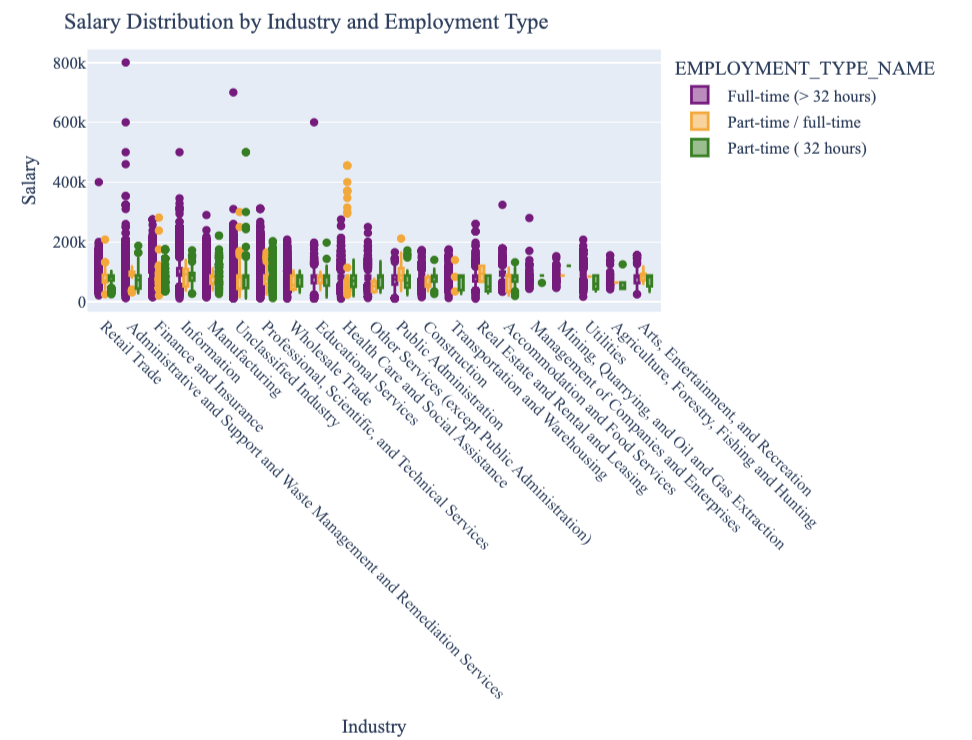 Salary Distribution by Industry and Employment Type
EMPLOYMENT_TYPE_NAME
Full-time (> 32 hours)
Part-time / full-time
Part-time ( 32 hours)
Salary
800k
600k
400k
200k
0
Retail Trade
Administrative and Support and Waste Management and Remediation Services
Finance and Insurance
Information
Manufacturing
Unclassified Industry
Professional, Scientific, and Technical Services
Wholesale Trade
Educational Services
Health Care and Social Assistance
Other Services (except Public Administration)
Public Administration
Construction
Transportation and Warehousing
Real Estate and Rental and Leasing
Accommodation and Food Services
Management of Companies and Enterprises
Mining, Quarrying, and Oil and Gas Extraction
Utilities
Agriculture, Forestry, Fishing and Hunting
Arts, Entertainment, and Recreation
Industry